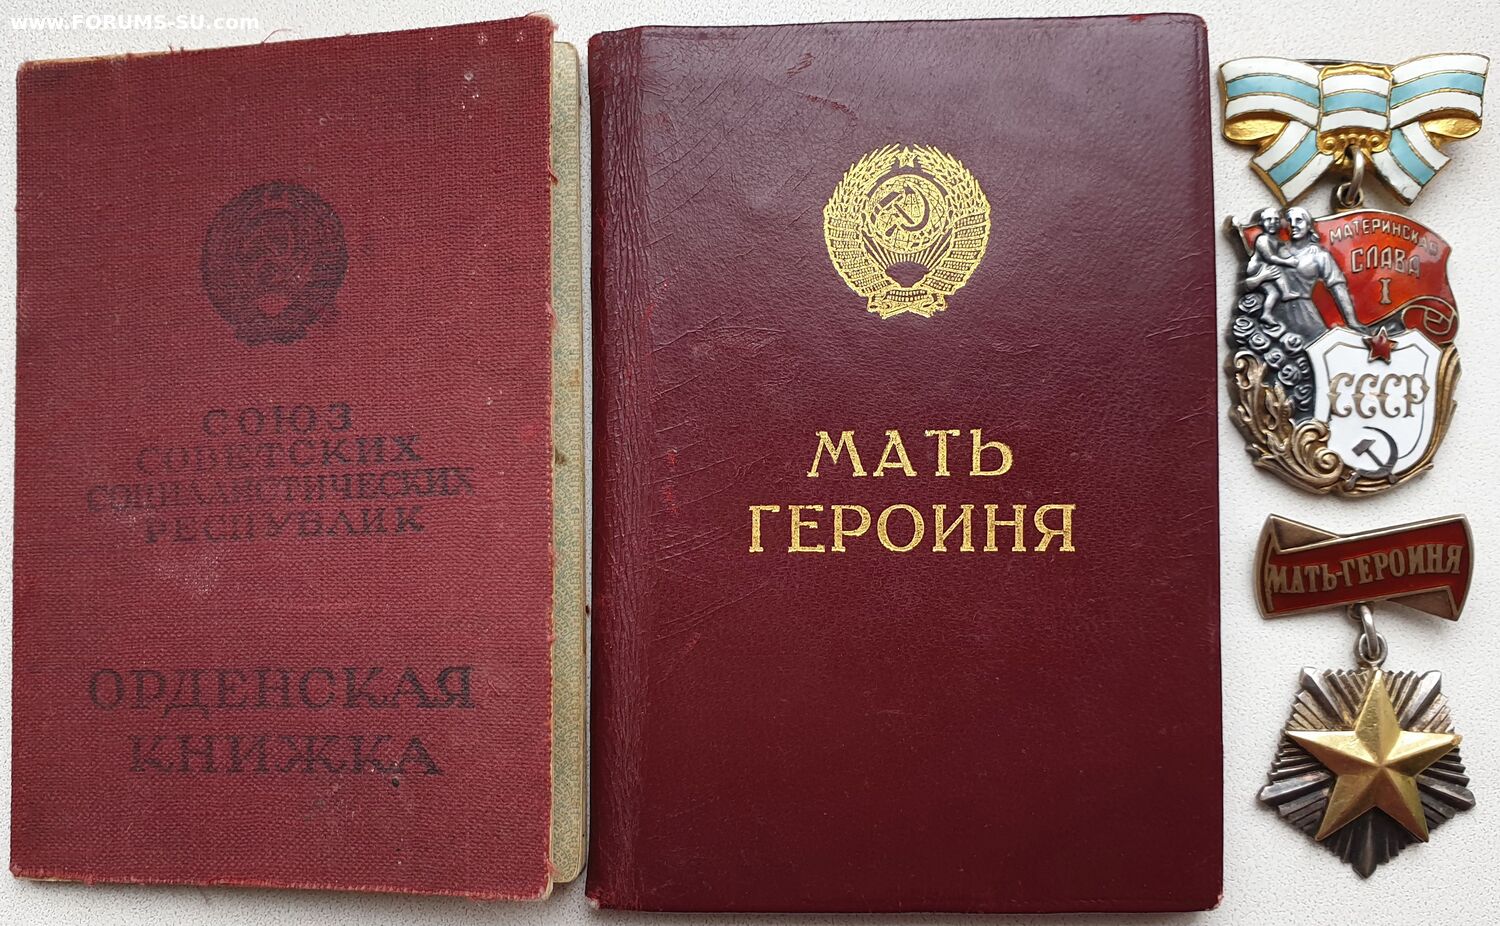 www.FORUMS-SU.com
СОЮЗ
СОВЕТСКИХ
СОЦИАЛИСТИЧЕСКИХ
РЕСПУБЛИК
ОРДЕНСКАЯ
КНИЖКА
МАТЬ
ГЕРОИНЯ
МАТЕРИНСКАЯ
СЛАВА
I
СССР
МАТЬ-ГЕРОИНЯ